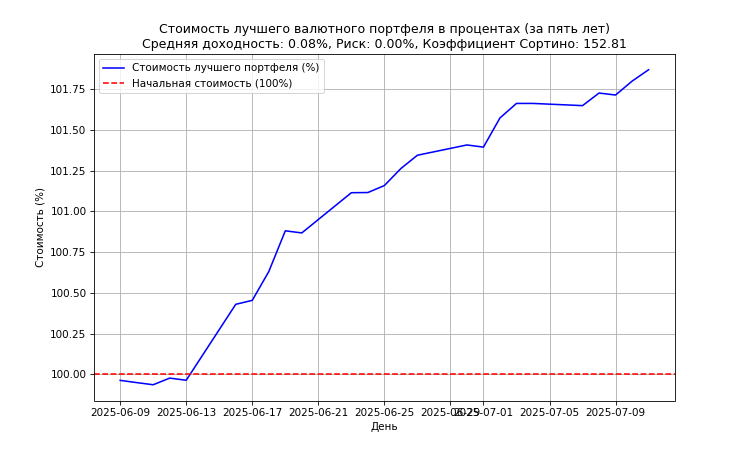 Стоимость лучшего валютного портфеля в процентах (за пять лет)
Средняя доходность: 0.08%, Риск: 0.00%, Коэффициент Сортино: 152.81
Стоимость лучшего портфеля (%)
Начальная стоимость (100%)
Стоимость (%)
101.75
101.50
101.25
101.00
100.75
100.50
100.25
100.00
2025-06-09 2025-06-13 2025-06-17 2025-06-21 2025-06-25 2025-06-29 2025-07-01 2025-07-05 2025-07-09
День